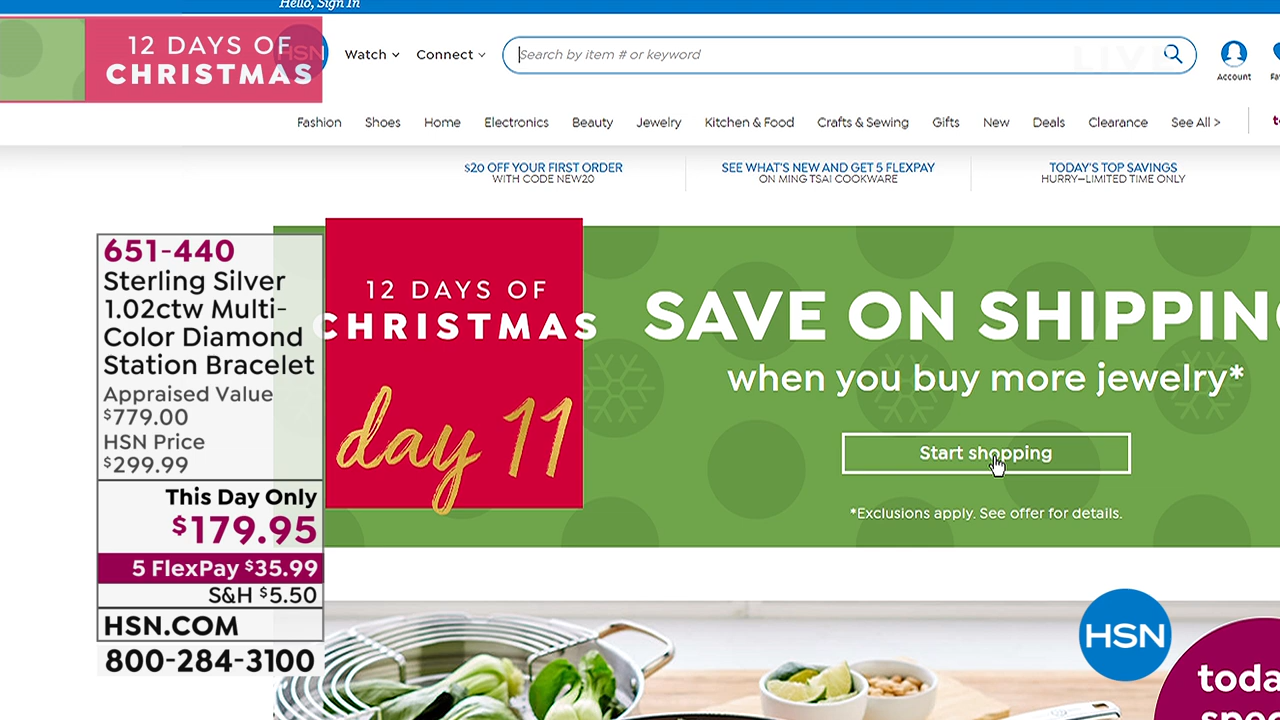 Hello, Sign In
12 DAYS OF
CHRISTMAS
HSN
Watch
Connect
Search by item # or keyword
LIVE
Account
Fashion
Shoes
Home
Electronics
Beauty
Jewelry
Kitchen & Food
Crafts & Sewing
Gifts
New
Deals
Clearance
See All >
$20 OFF YOUR FIRST ORDER
WITH CODE NEW20
SEE WHAT'S NEW AND GET 5 FLEXPAY
ON MING TSAI COOKWARE
TODAY'S TOP SAVINGS
HURRY—LIMITED TIME ONLY
651-440
Sterling Silver
1.02ctw Multi-
Color Diamond
Station Bracelet
Appraised Value
$779.00
HSN Price
$299.99
This Day Only
$179.95
5 FlexPay $35.99
S&H $5.50
HSN.COM
800-284-3100
12 DAYS OF
CHRISTMAS
day 11
SAVE ON SHIPPIN
when you buy more jewelry*
Start shopping
*Exclusions apply. See offer for details.
HSN
toda